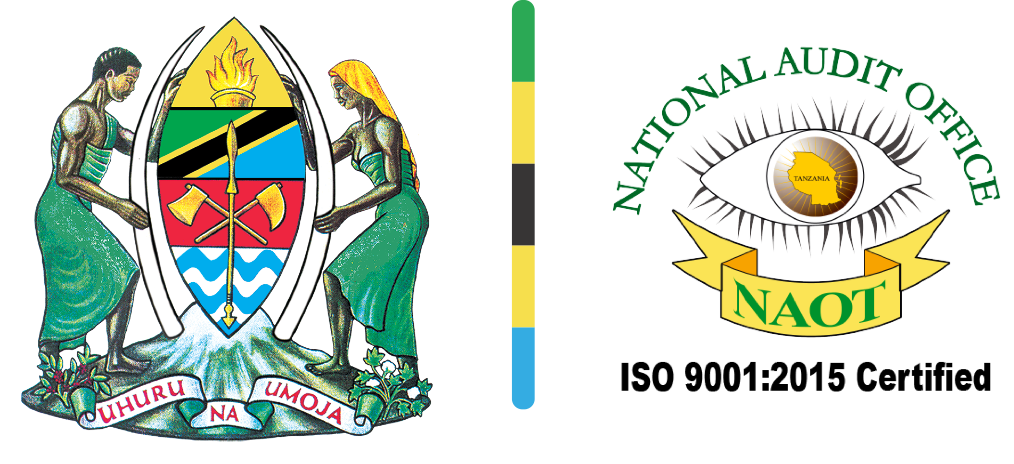 UHURU NA UMOJA
NATIONAL AUDIT OFFICE
TANZANIA
NAOT
ISO 9001:2015 Certified